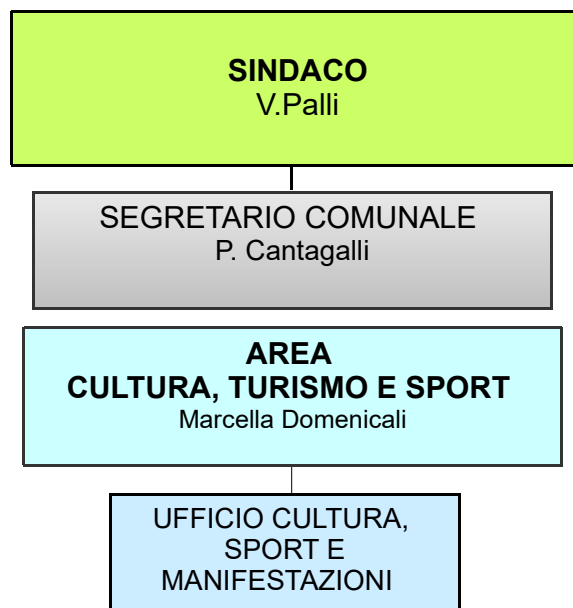 SINDACO
V.Palli
SEGRETARIO COMUNALE
P. Cantagalli
AREA
CULTURA, TURISMO E SPORT
Marcella Domenicali
UFFICIO CULTURA,
SPORT E
MANIFESTAZIONI